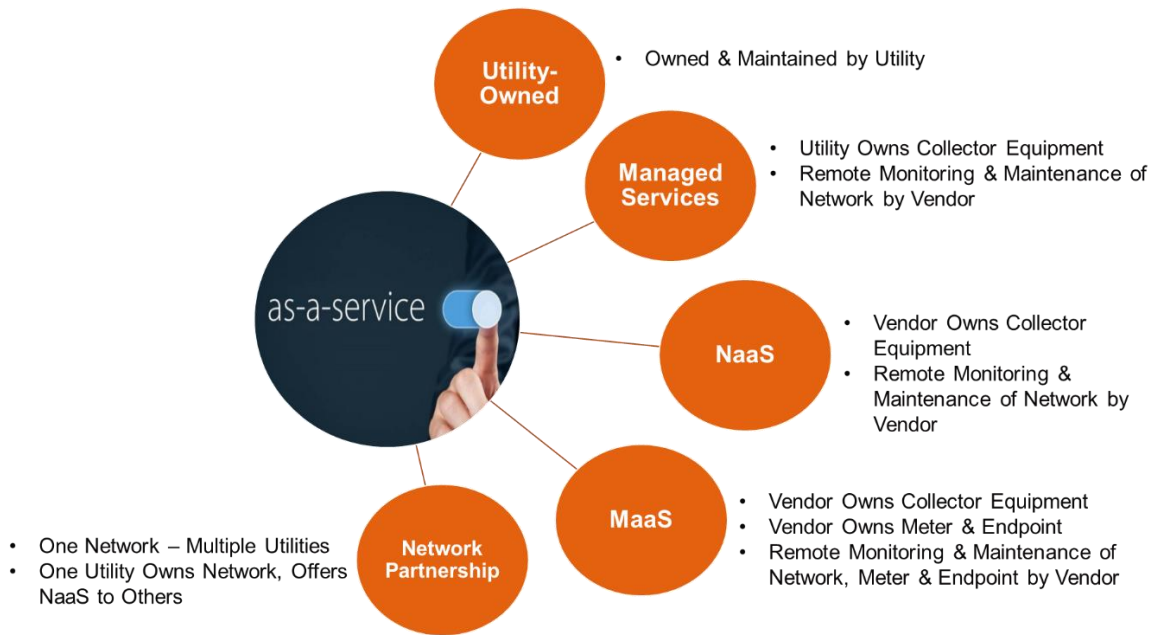 Utility-
Owned
• Owned & Maintained by Utility
Managed
Services
• Utility Owns Collector Equipment
• Remote Monitoring & Maintenance of
Network by Vendor
as-a-service
NaaS
• Vendor Owns Collector
Equipment
• Remote Monitoring &
Maintenance of Network by
Vendor
MaaS
• Vendor Owns Collector Equipment
• Vendor Owns Meter & Endpoint
• Remote Monitoring & Maintenance of
Network, Meter & Endpoint by Vendor
Network
Partnership
• One Network – Multiple Utilities
• One Utility Owns Network, Offers
NaaS to Others